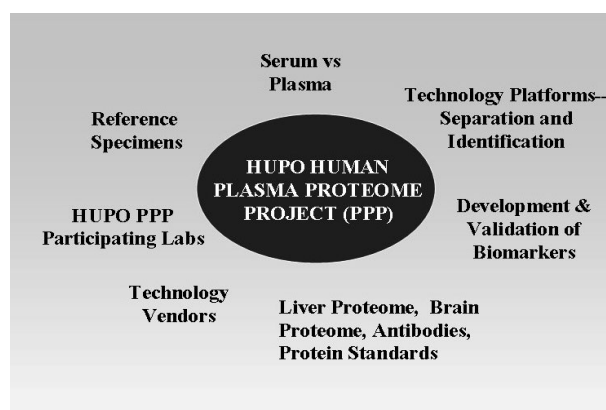 Serum vs
Plasma
Technology Platforms--
Separation and
Identification
Reference
Specimens
HUPO HUMAN
PLASMA PROTEOME
PROJECT (PPP)
HUPO PPP
Participating Labs
Development &
Validation of
Biomarkers
Technology
Vendors
Liver Proteome, Brain
Proteome, Antibodies,
Protein Standards